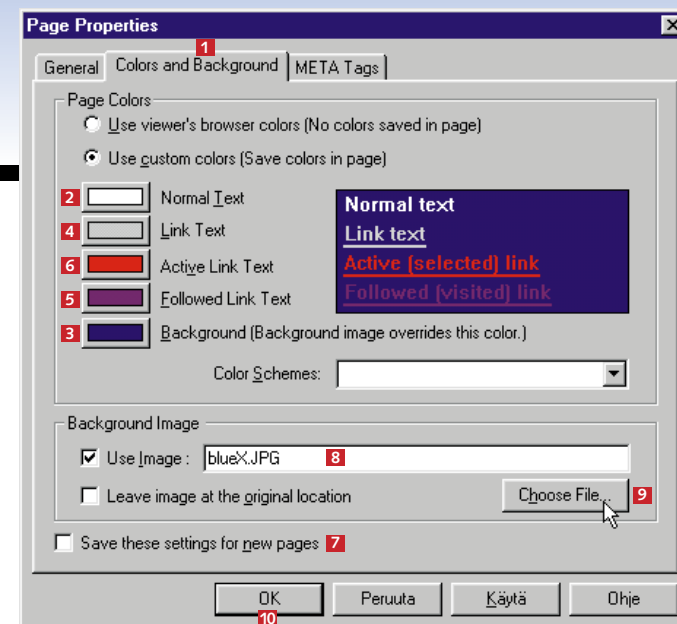 Page Properties
1
General Colors and Background META Tags
Page Colors
Use viewer's browser colors (No colors saved in page)
Use custom colors (Save colors in page)
2 Normal Text
4 Link Text
6 Active Link Text
5 Followed Link Text
3 Background (Background image overrides this color.)
Normal text
Link text
Active (selected) link
Followed (visited) link
Color Schemes:
Background Image
Use Image : blueX.JPG 8
Leave image at the original location Choose File... 9
Save these settings for new pages 7
OK Peruuta Käytä Ohje
10